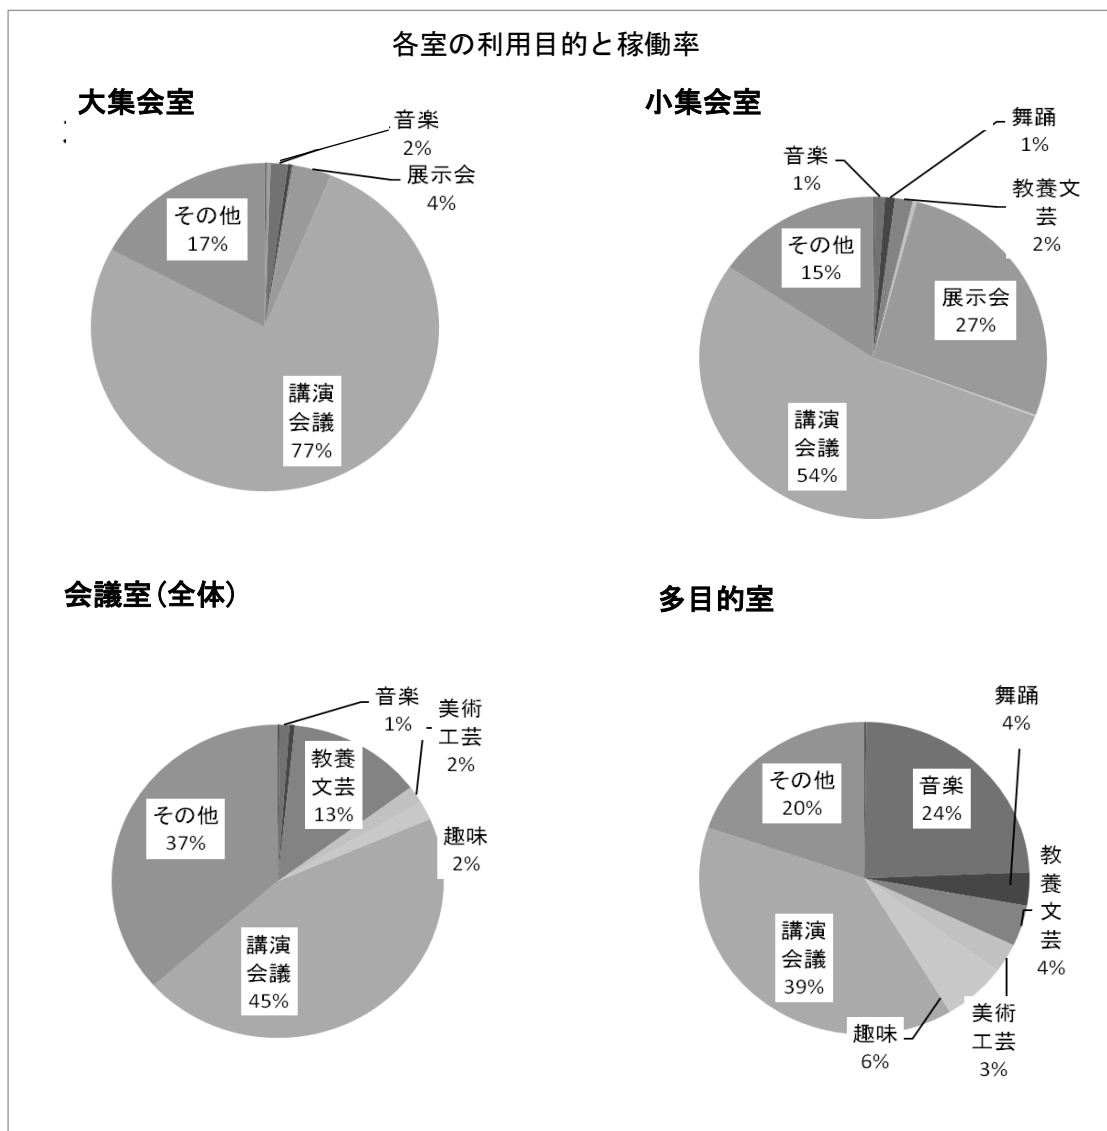 各室の利用目的と稼働率
大集会室
音楽
2%
展示会
4%
その他
17%
講演
会議
77%
小集会室
舞踊
1%
音楽
1%
教養文
芸
2%
その他
15%
展示会
27%
講演
会議
54%
会議室(全体)
音楽
1%
美術
工芸
2%
教養
文芸
13%
その他
37%
趣味
2%
講演
会議
45%
多目的室
舞踊
4%
その他
20%
音楽
24%
教
養
文
芸
4%
講演
会議
39%
美術
工芸
3%
趣味
6%